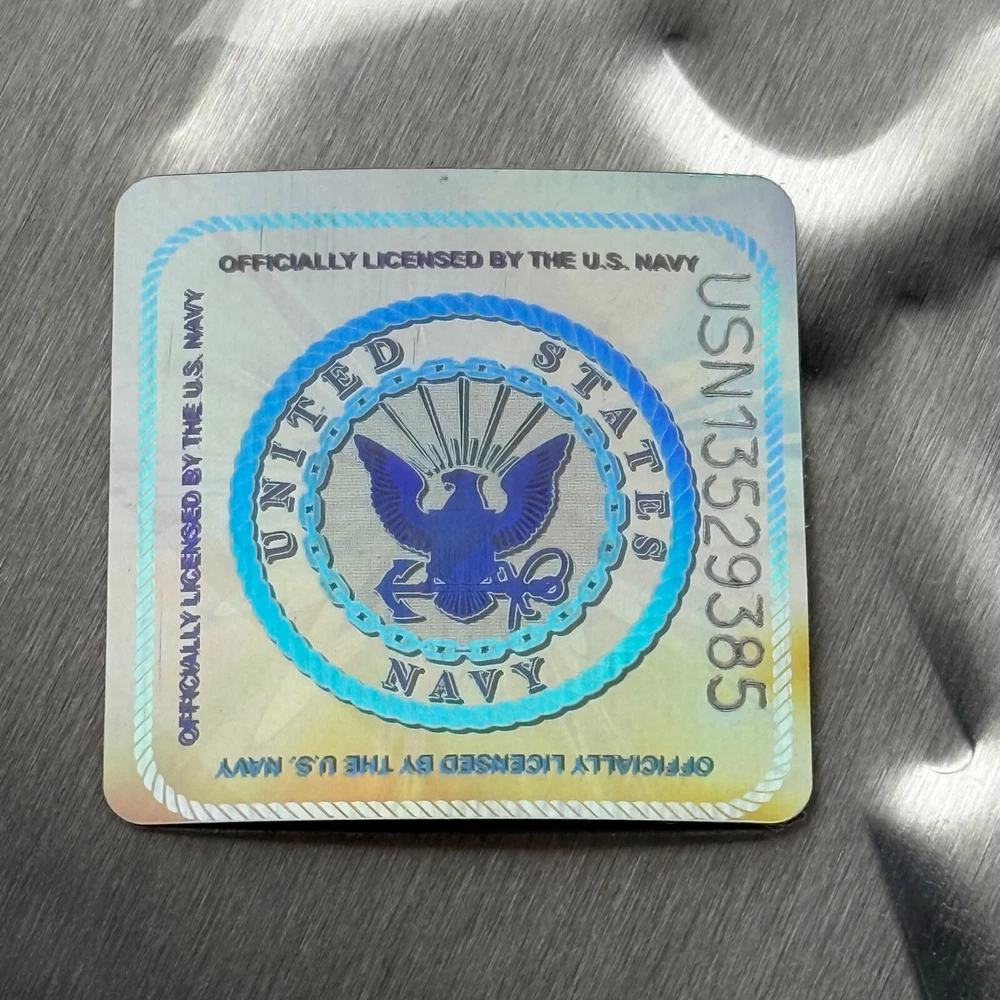 OFFICIALLY LICENSED BY THE U.S. NAVY
OFFICIALLY LICENSED BY THE U.S. NAVY
UNITED STATES
NAVY
USN13529385
OFFICIALLY LICENSED BY THE U.S. NAVY